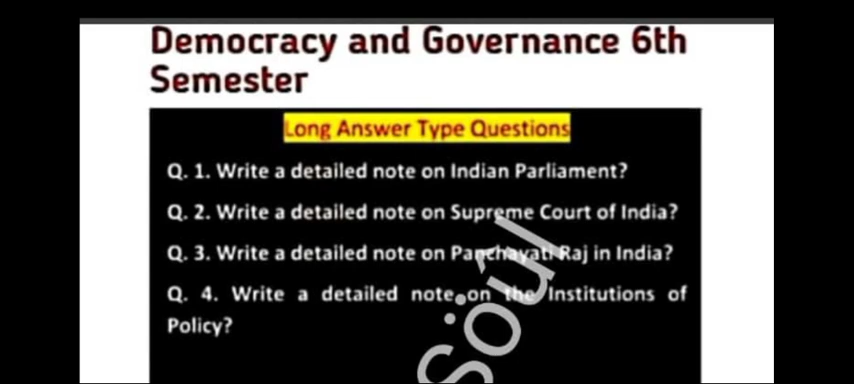 Democracy and Governance 6th
Semester
Long Answer Type Questions
Q. 1. Write a detailed note on Indian Parliament?
Q. 2. Write a detailed note on Supreme Court of India?
Q. 3. Write a detailed note on Panchayati Raj in India?
Q. 4. Write a detailed note on the Institutions of
Policy?
Söûl